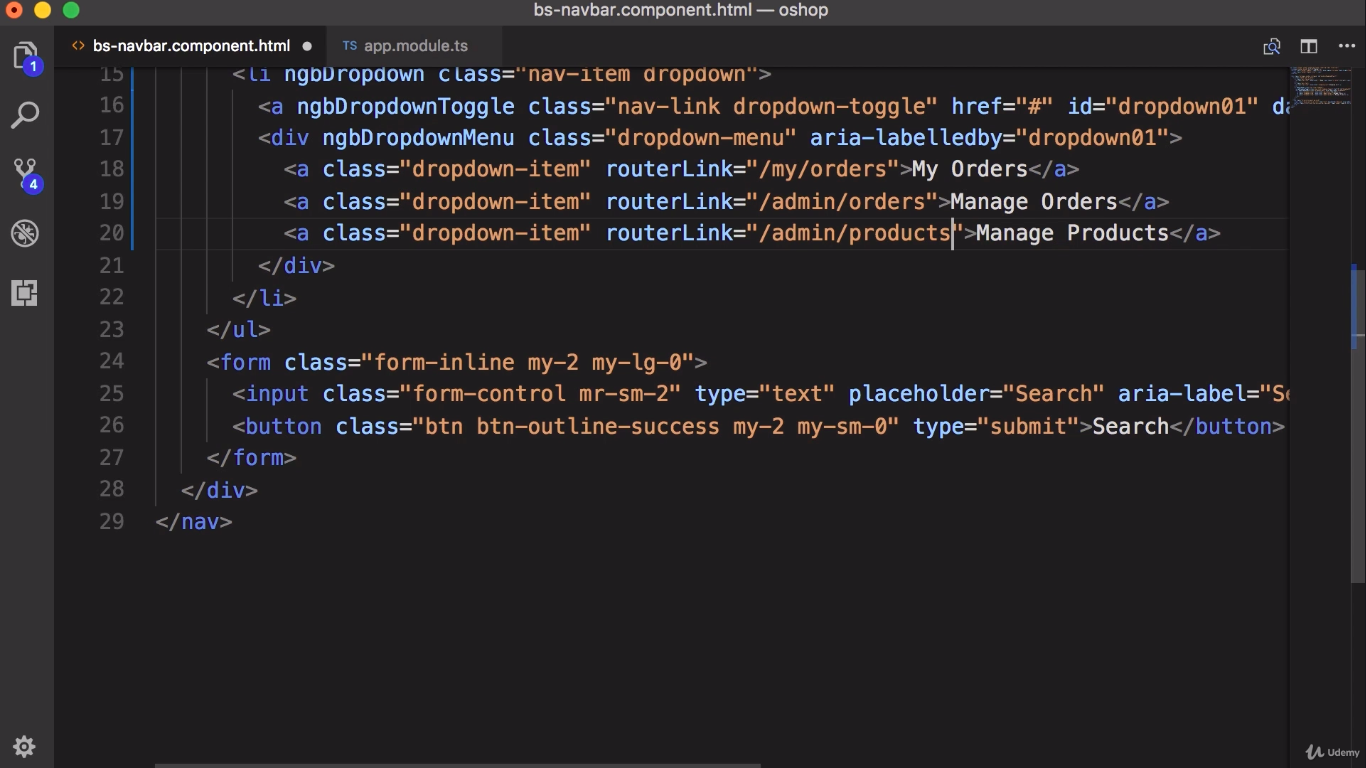 bs-navbar.component.html — oshop
<> bs-navbar.component.html ● TS app.module.ts
1
4
15 <li ngbDropdown class="nav-item dropdown">
16 <a ngbDropdownToggle class="nav-link dropdown-toggle" href="#" id="dropdown01" da
17 <div ngbDropdownMenu class="dropdown-menu" aria-labelledby="dropdown01">
18 <a class="dropdown-item" routerLink="/my/orders">My Orders</a>
19 <a class="dropdown-item" routerLink="/admin/orders">Manage Orders</a>
20 <a class="dropdown-item" routerLink="/admin/products">Manage Products</a>
21 </div>
22 </li>
23 </ul>
24 <form class="form-inline my-2 my-lg-0">
25 <input class="form-control mr-sm-2" type="text" placeholder="Search" aria-label="Se
26 <button class="btn btn-outline-success my-2 my-sm-0" type="submit">Search</button>
27 </form>
28 </div>
29 </nav>
Udemy